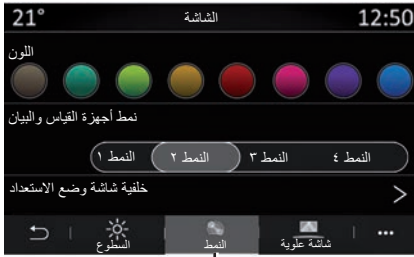 21° الشاشة 12:50
اللون
نمط أجهزة القياس والبيان
النمط ١ النمط ٢ النمط ٣ النمط ٤
خلفية شاشة وضع الاستعداد >
السطوع النمط شاشة علوية